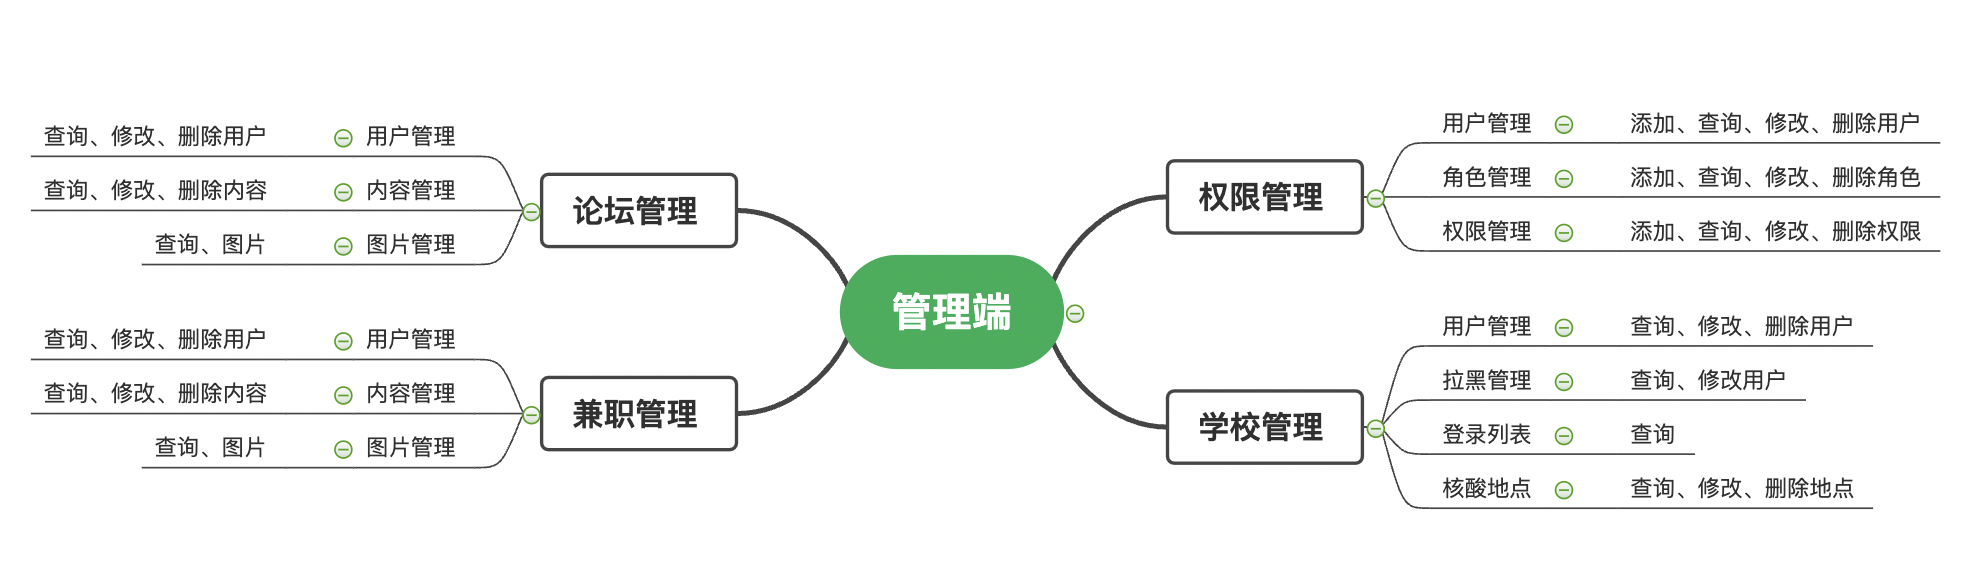 管理端
论坛管理
用户管理
查询、修改、删除用户
内容管理
查询、修改、删除内容
图片管理
查询、图片
兼职管理
用户管理
查询、修改、删除用户
内容管理
查询、修改、删除内容
图片管理
查询、图片
权限管理
用户管理
添加、查询、修改、删除用户
角色管理
添加、查询、修改、删除角色
权限管理
添加、查询、修改、删除权限
学校管理
用户管理
查询、修改、删除用户
拉黑管理
查询、修改用户
登录列表
查询
核酸地点
查询、修改、删除地点